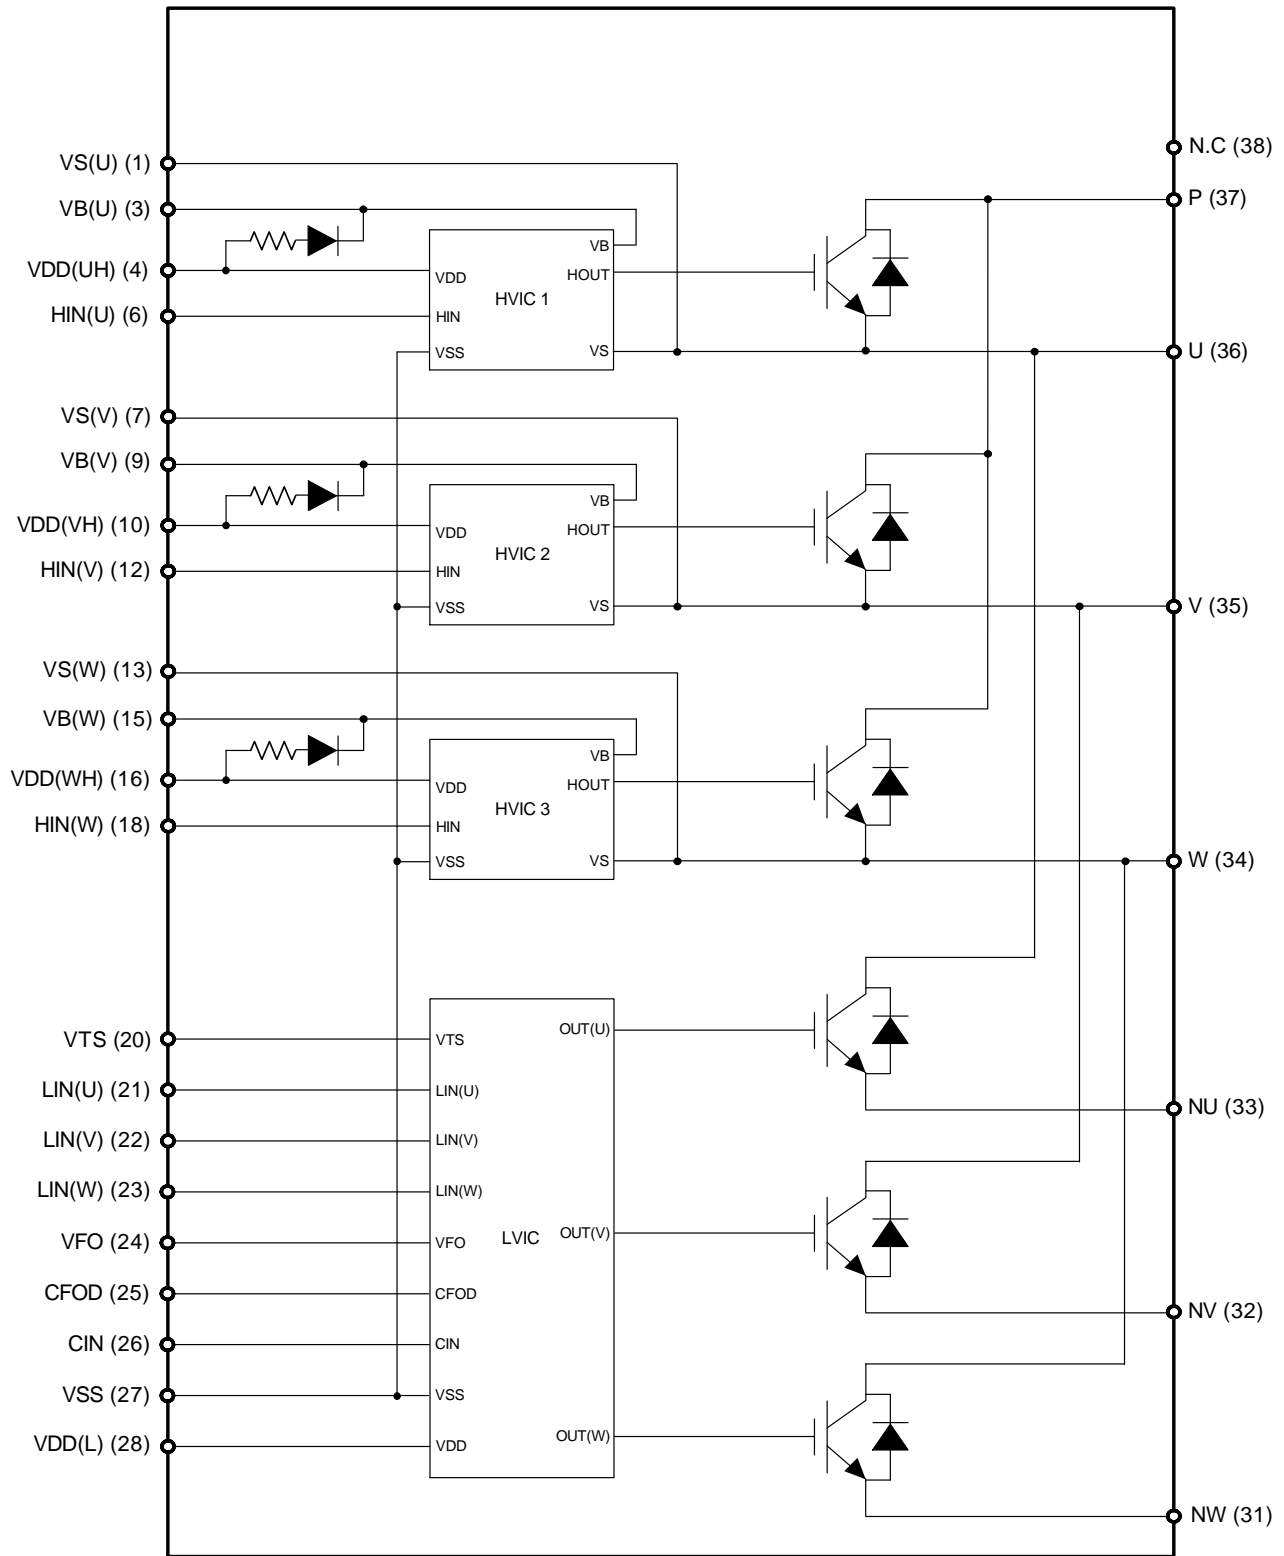 VS(U) (1)
VB(U) (3)
VDD(UH) (4)
HIN(U) (6)
VS(V) (7)
VB(V) (9)
VDD(VH) (10)
HIN(V) (12)
VS(W) (13)
VB(W) (15)
VDD(WH) (16)
HIN(W) (18)
VTS (20)
LIN(U) (21)
LIN(V) (22)
LIN(W) (23)
VFO (24)
CFOD (25)
CIN (26)
VSS (27)
VDD(L) (28)
VB
VDD
HOUT
HVIC 1
HIN
VSS
VS
VB
VDD
HOUT
HVIC 2
HIN
VSS
VS
VB
VDD
HOUT
HVIC 3
HIN
VSS
VS
VTS
OUT(U)
LIN(U)
LIN(V)
LIN(W)
VFO
LVIC
OUT(V)
CFOD
CIN
VSS
VDD
OUT(W)
N.C (38)
P (37)
U (36)
V (35)
W (34)
NU (33)
NV (32)
NW (31)